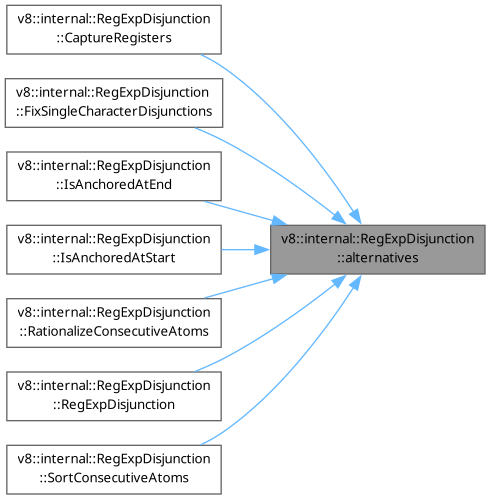 v8::internal::RegExpDisjunction
::CaptureRegisters
v8::internal::RegExpDisjunction
::FixSingleCharacterDisjunctions
v8::internal::RegExpDisjunction
::IsAnchoredAtEnd
v8::internal::RegExpDisjunction
::IsAnchoredAtStart
v8::internal::RegExpDisjunction
::RationalizeConsecutiveAtoms
v8::internal::RegExpDisjunction
::RegExpDisjunction
v8::internal::RegExpDisjunction
::SortConsecutiveAtoms
v8::internal::RegExpDisjunction
::alternatives